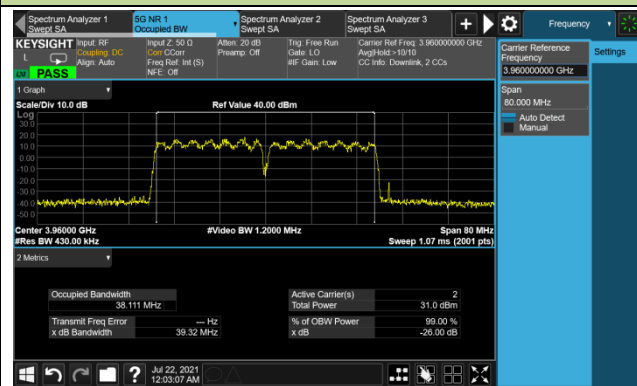 Spectrum Analyzer 1
Swept SA
5G NR 1
Occupied BW
Spectrum Analyzer 2
Swept SA
Spectrum Analyzer 3
Swept SA
Frequency
KEYSIGHT
L
LXI
PASS
Input: RF
Coupling: DC
Align: Auto
Input Z: 50 Ω
Corr CCorr
Freq Ref: Int (S)
NFE: Off
Atten: 20 dB
Preamp: Off
Trig: Free Run
Gate: LO
#IF Gain: Low
Carrier Ref Freq: 3.960000000 GHz
Avg|Hold:>10/10
CC Info: Downlink, 2 CCs
Carrier Reference
Frequency
3.960000000 GHz
Span
80.000 MHz
Auto Detect
Manual
Settings
1 Graph
Scale/Div 10.0 dB
Ref Value 40.00 dBm
Log
30.0
20.0
10.0
0.00
-10.0
-20.0
-30.0
-40.0
-50.0
Center 3.96000 GHz
#Video BW 1.2000 MHz
Span 80 MHz
#Res BW 430.00 kHz
Sweep 1.07 ms (2001 pts)
2 Metrics
Occupied Bandwidth
38.111 MHz
Transmit Freq Error
--- Hz
x dB Bandwidth
39.32 MHz
Active Carrier(s)
2
Total Power
31.0 dBm
% of OBW Power
99.00 %
x dB
-26.00 dB
?
Jul 22, 2021
12:03:07 AM